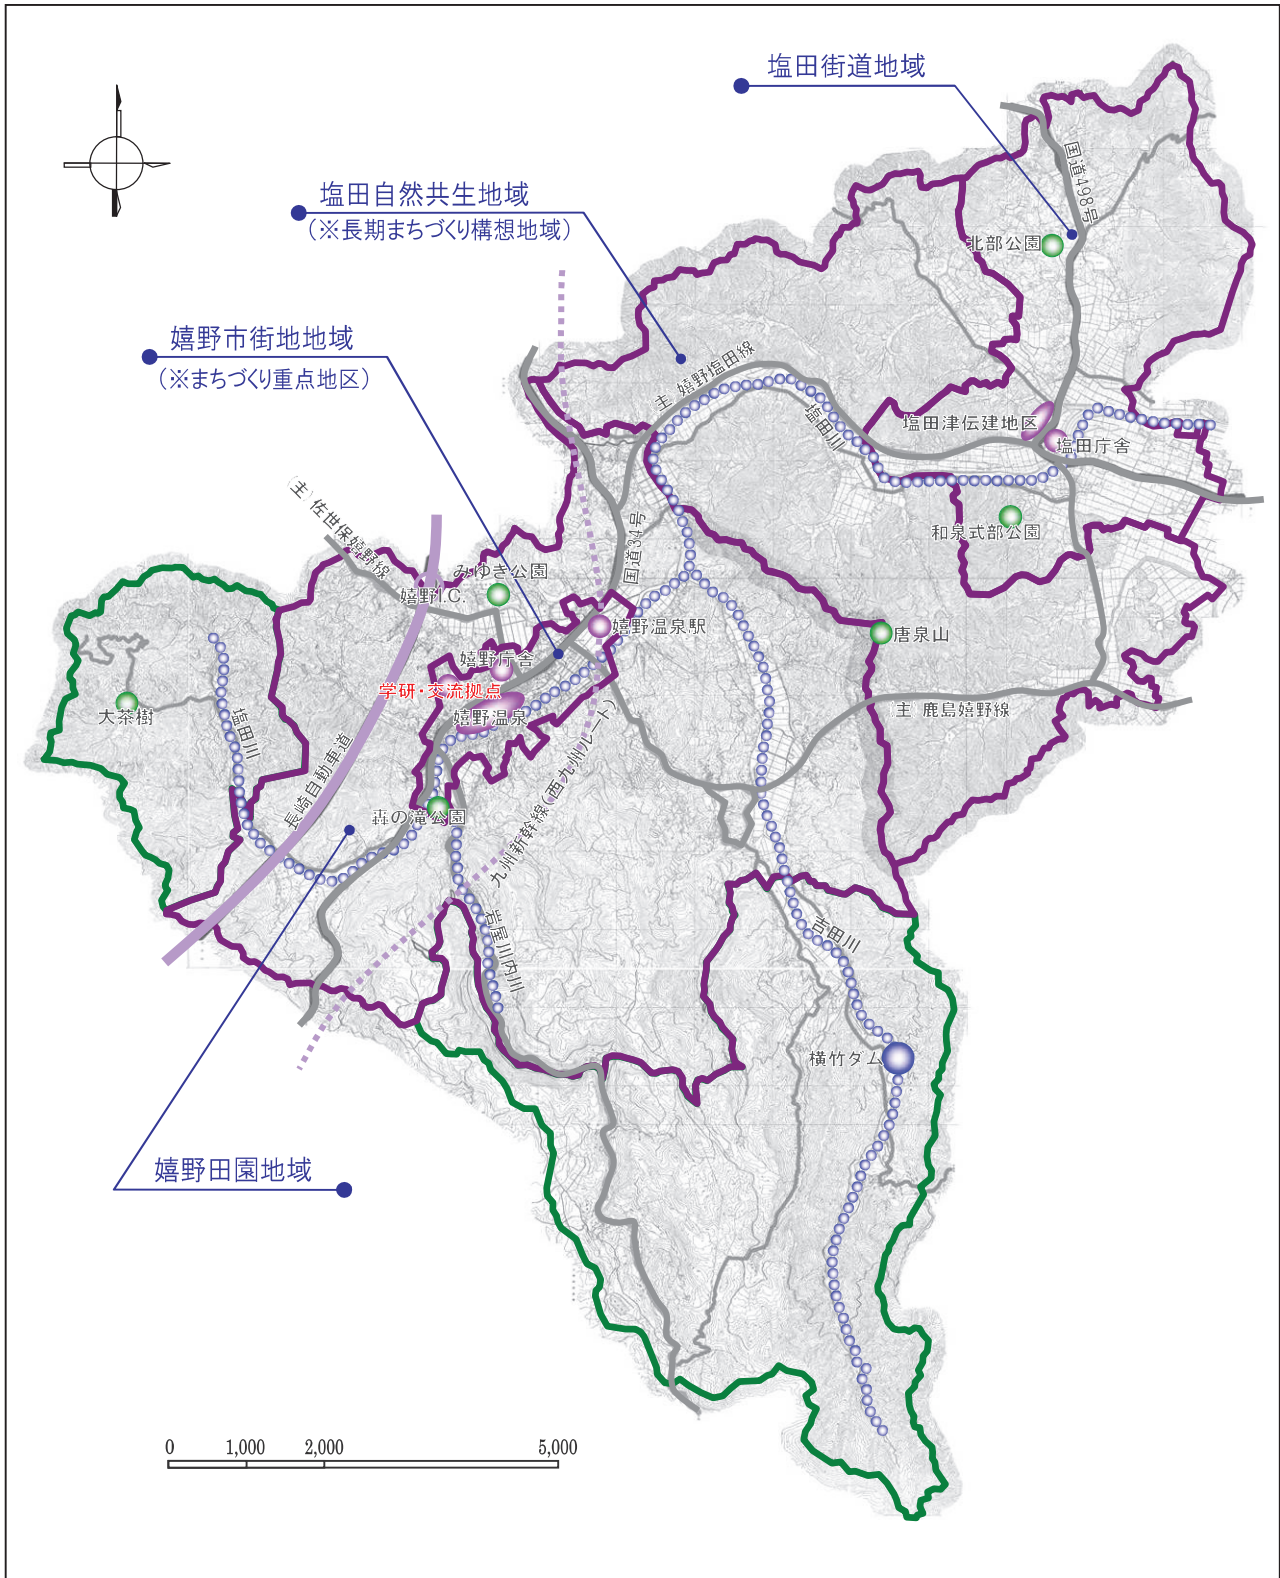 塩田街道地域
国道498号
塩田自然共生地域
(※長期まちづくり構想地域)
北部公園
嬉野市街地地域
(※まちづくり重点地区)
主 嬉野塩田線
塩田川
塩田津伝建地区
塩田庁舎
(主) 佐世保嬉野線
国道34号
和泉式部公園
みゆき公園
嬉野I.C.
嬉野温泉駅
唐泉山
嬉野庁舎
学研・交流拠点
嬉野温泉
(主) 鹿島嬉野線
大茶樹
塩田川
長崎自動車道
轟の滝公園
九州新幹線(西九州ルート)
岩屋川内川
吉田川
横竹ダム
嬉野田園地域
0 1,000 2,000 5,000